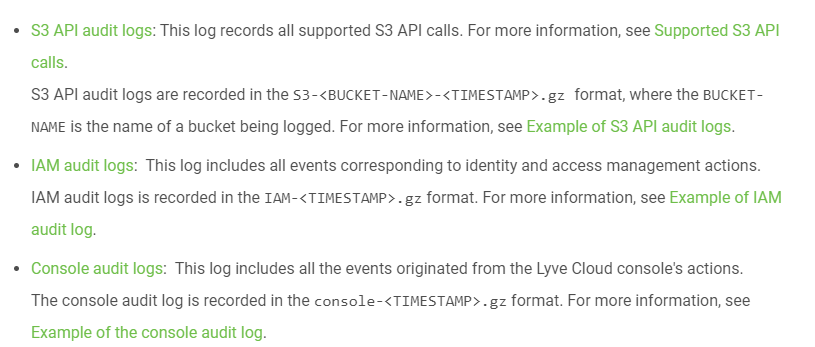 • S3 API audit logs: This log records all supported S3 API calls. For more information, see Supported S3 API
calls.
S3 API audit logs are recorded in the S3-<BUCKET-NAME>-<TIMESTAMP>.gz format, where the BUCKET-
NAME is the name of a bucket being logged. For more information, see Example of S3 API audit logs.
• IAM audit logs: This log includes all events corresponding to identity and access management actions.
IAM audit logs is recorded in the IAM-<TIMESTAMP>.gz format. For more information, see Example of IAM
audit log.
• Console audit logs: This log includes all the events originated from the Lyve Cloud console's actions.
The console audit log is recorded in the console-<TIMESTAMP>.gz format. For more information, see
Example of the console audit log.